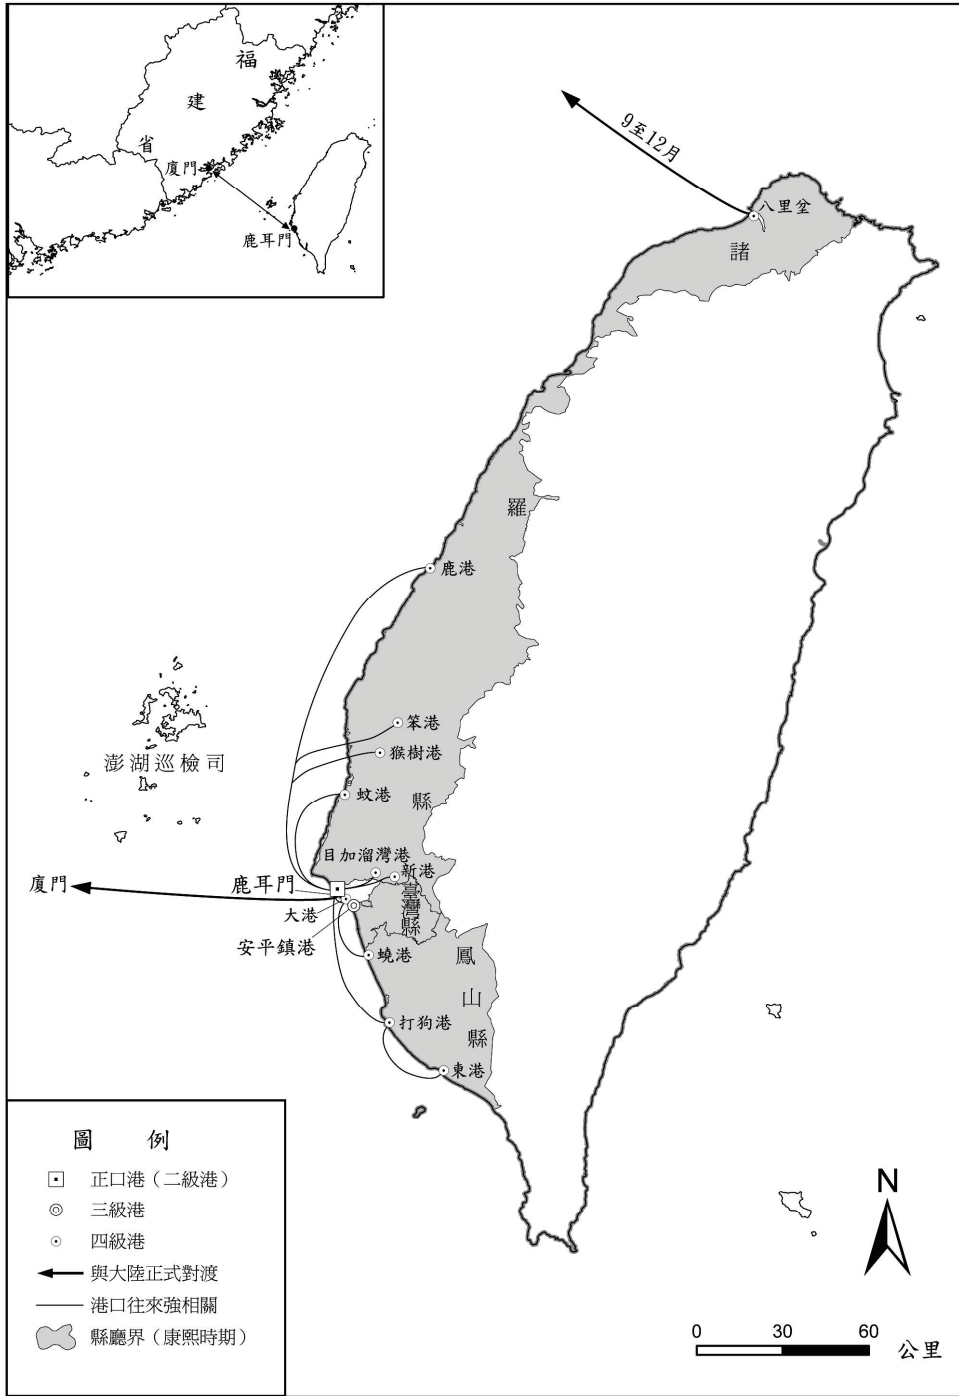 福
建
省
廈門
鹿耳門
9至12月
八里坌
諸
羅
縣
鹿港
笨港
猴樹港
澎湖巡檢司
蚊港
目加溜灣港
新港
廈門
鹿耳門
臺灣縣
大港
安平鎮港
蟯港
鳳
山
縣
打狗港
東港
圖 例
正口港（二級港）
三級港
四級港
與大陸正式對渡
港口往來強相關
縣廳界（康熙時期）
N
0 30 60 公里